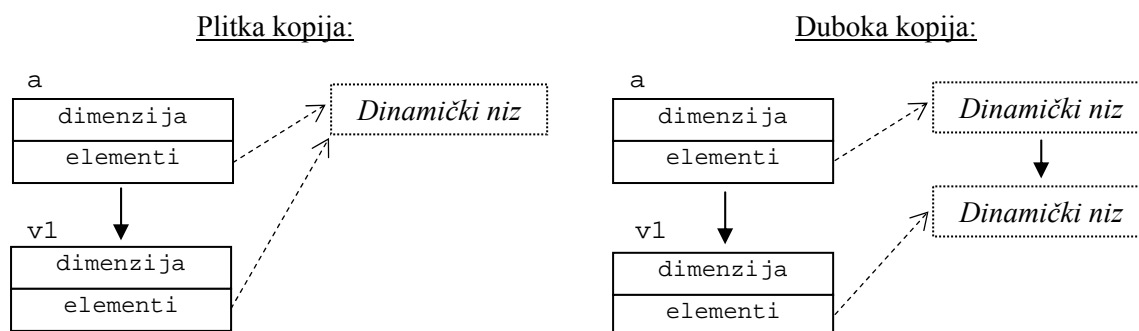 Plitka kopija:
a
dimenzija
elementi
Dinamički niz
v1
dimenzija
elementi
Duboka kopija:
a
dimenzija
elementi
Dinamički niz
Dinamički niz
v1
dimenzija
elementi